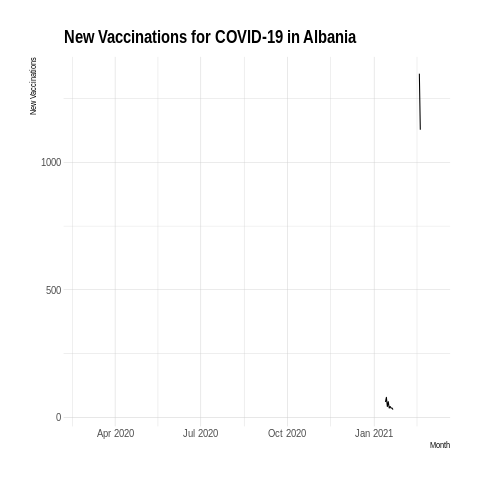 New Vaccinations for COVID-19 in Albania
New Vaccinations
1000
500
0
Apr 2020
Jul 2020
Oct 2020
Jan 2021
Month